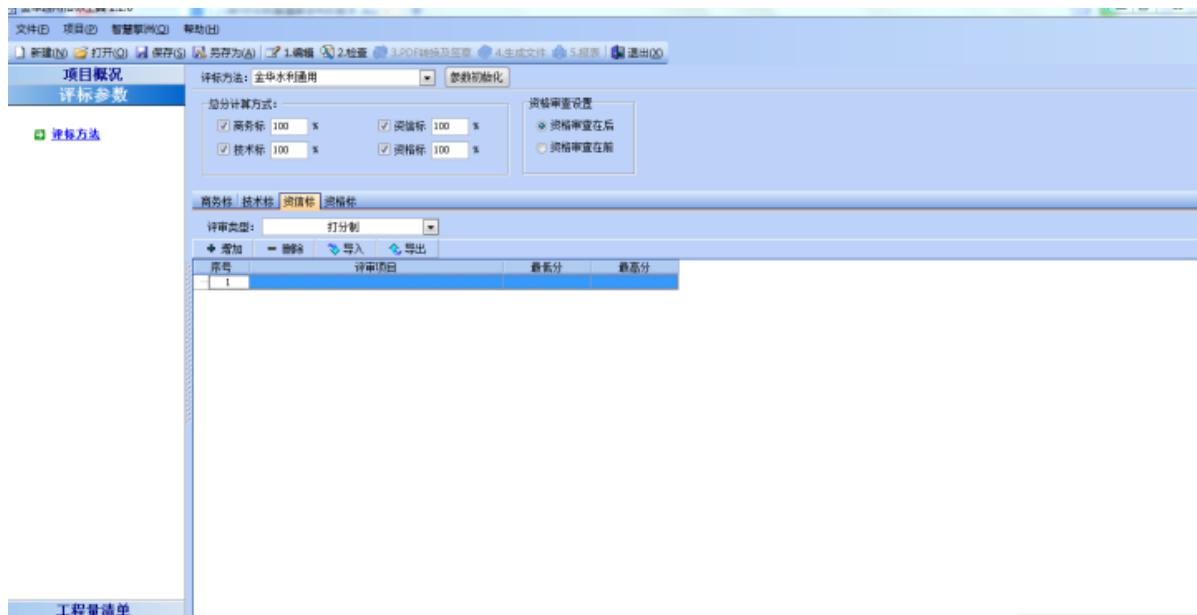 文件(F) 项目(P) 智慧擎洲(Q) 帮助(H)
新建(N) 打开(O) 保存(S) 另存为(A) 1.编辑 2.检查 3.PDF转换及签章 4.生成文件 5.报表 退出(X)
项目概况
评标参数
评标方法
评标方法: 金华水利通用 参数初始化
总分计算方式:
商务标 100 % 资信标 100 %
技术标 100 % 资格标 100 %
资格审查设置
资格审查在后
资格审查在前
商务标 技术标 资信标 资格标
评审类型: 打分制
增加 删除 导入 导出
序号 评审项目 最低分 最高分
1
工程量清单